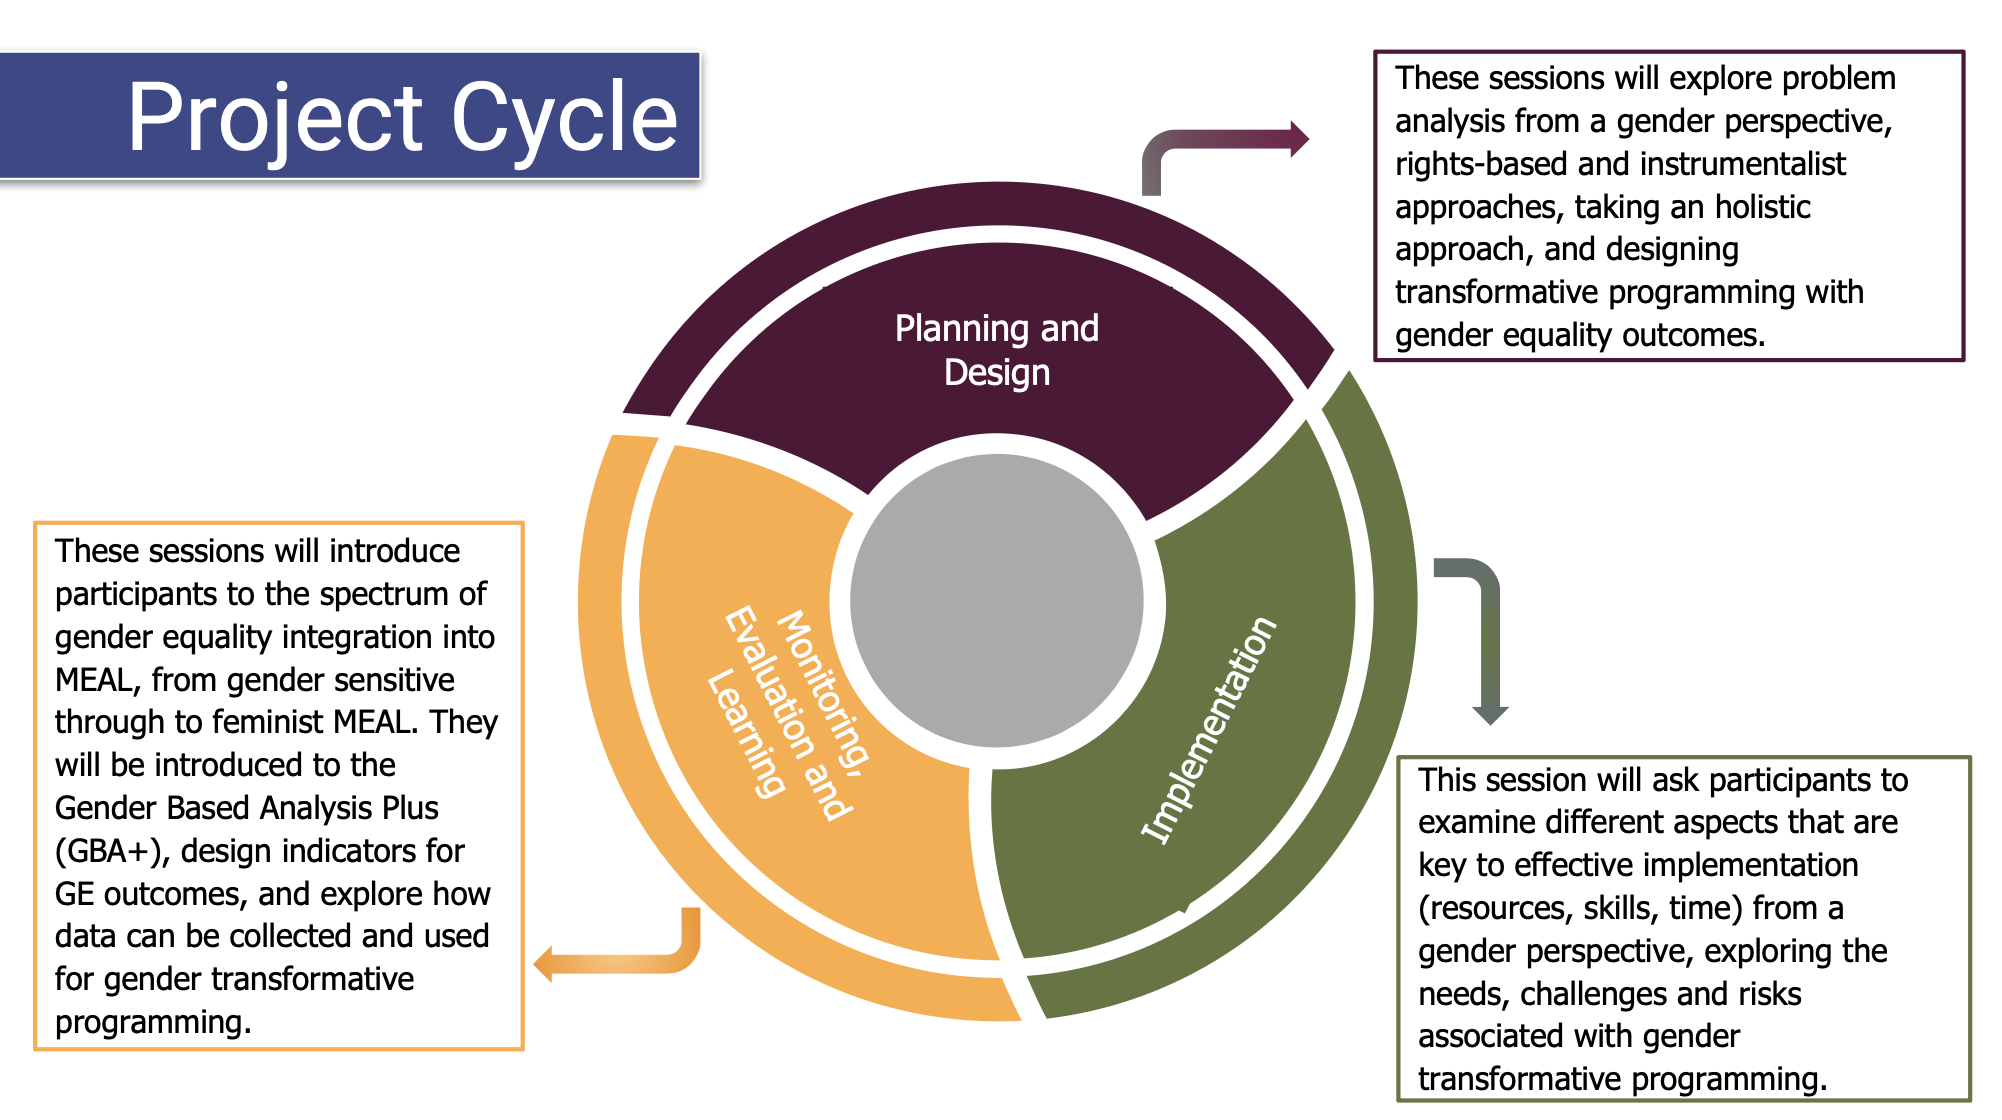 Project Cycle
These sessions will explore problem
analysis from a gender perspective,
rights-based and instrumentalist
approaches, taking an holistic
approach, and designing
transformative programming with
gender equality outcomes.
Planning and
Design
Implementation
This session will ask participants to
examine different aspects that are
key to effective implementation
(resources, skills, time) from a
gender perspective, exploring the
needs, challenges and risks
associated with gender
transformative programming.
Monitoring,
Evaluation and
Learning
These sessions will introduce
participants to the spectrum of
gender equality integration into
MEAL, from gender sensitive
through to feminist MEAL. They
will be introduced to the
Gender Based Analysis Plus
(GBA+), design indicators for
GE outcomes, and explore how
data can be collected and used
for gender transformative
programming.